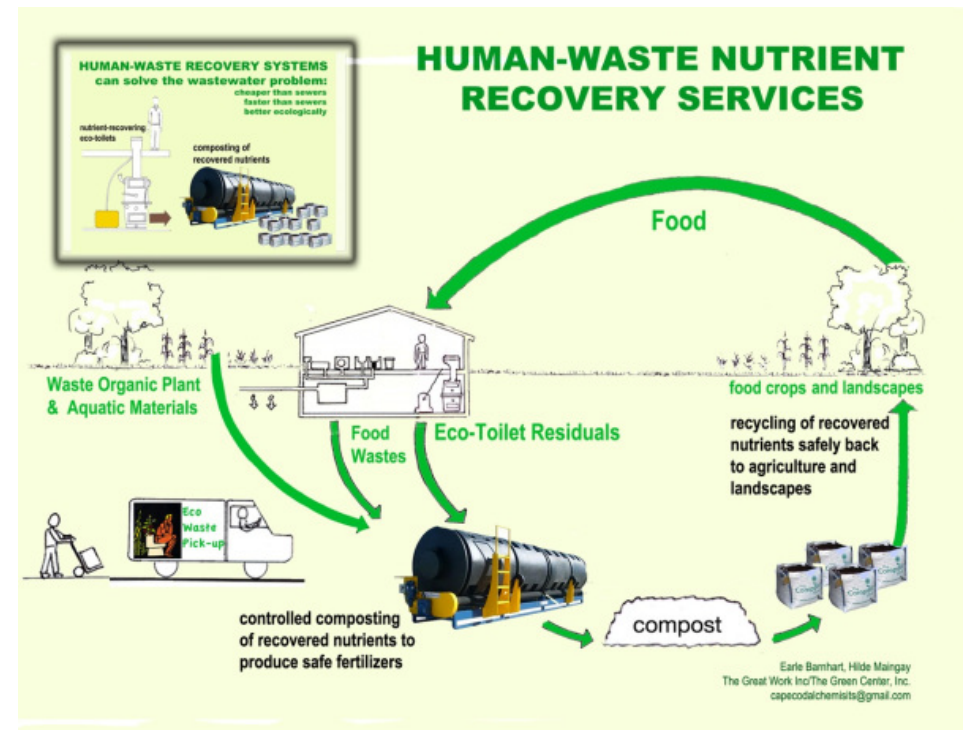 HUMAN-WASTE NUTRIENT
RECOVERY SERVICES
HUMAN-WASTE RECOVERY SYSTEMS
can solve the wastewater problem:
cheaper than sewers
faster than sewers
better ecologically
nutrient-recovering
eco-toilets
composting of
recovered nutrients
Food
Waste Organic Plant
& Aquatic Materials
food crops and landscapes
Food
Wastes
Eco-Toilet Residuals
recycling of recovered
nutrients safely back
to agriculture and
landscapes
Eco
Waste
Pick-up
controlled composting
of recovered nutrients to
produce safe fertilizers
compost
Earle Barnhart, Hilde Maingay
The Great Work Inc/The Green Center, Inc.
capecodalchemisits@gmail.com